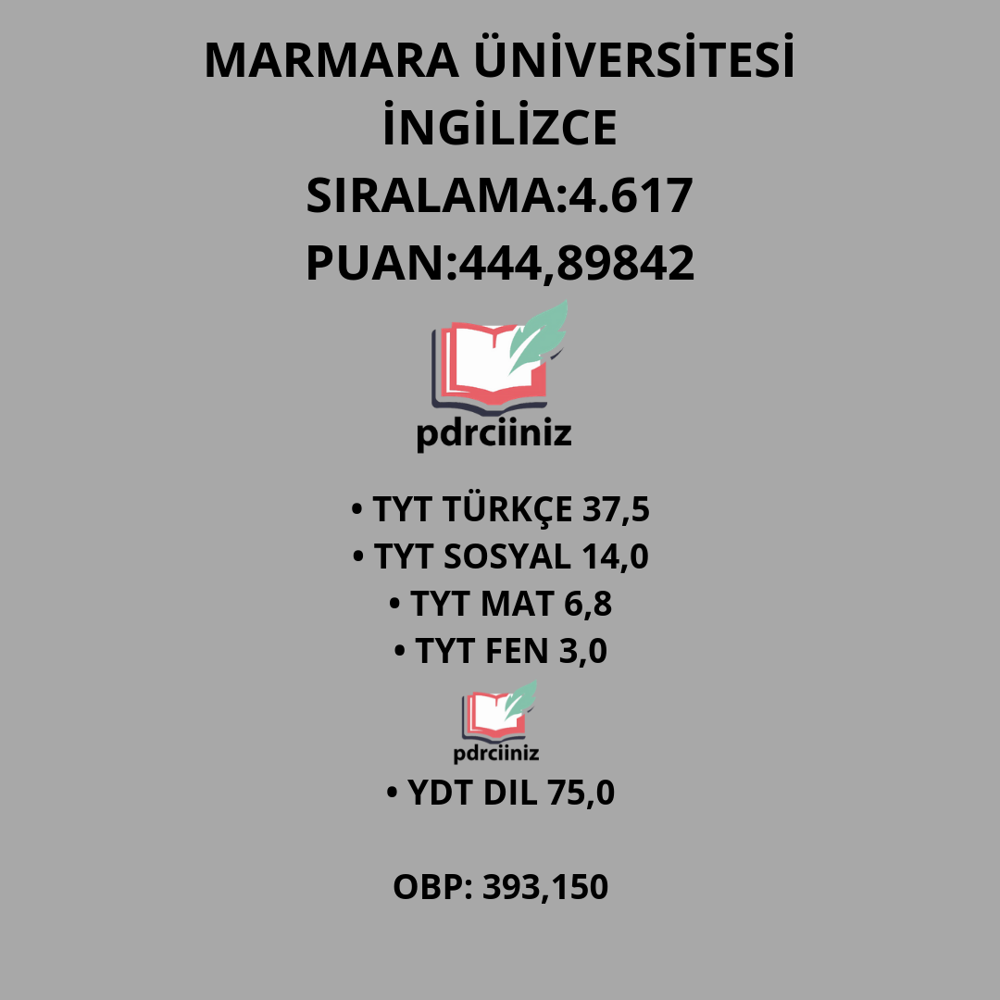 MARMARA ÜNİVERSİTESİ
İNGİLİZCE
SIRALAMA:4.617
PUAN:444,89842
pdrciiniz
• TYT TÜRKÇE 37,5
• TYT SOSYAL 14,0
• TYT MAT 6,8
• TYT FEN 3,0
pdrciiniz
• YDT DIL 75,0
OBP: 393,150